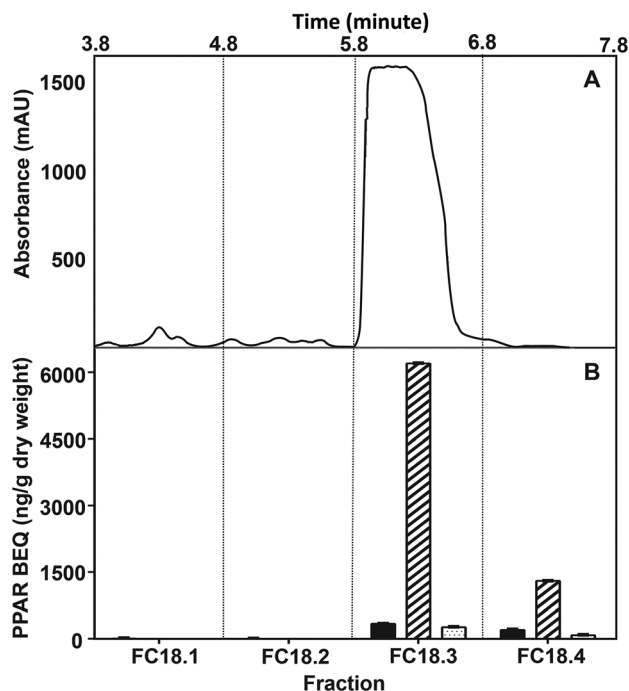 Time (minute)
3.8 4.8 5.8 6.8 7.8
A
Absorbance (mAU)
1500
1000
500
B
PPAR BEQ (ng/g dry weight)
6000
4500
3000
1500
0
FC18.1 FC18.2 FC18.3 FC18.4
Fraction